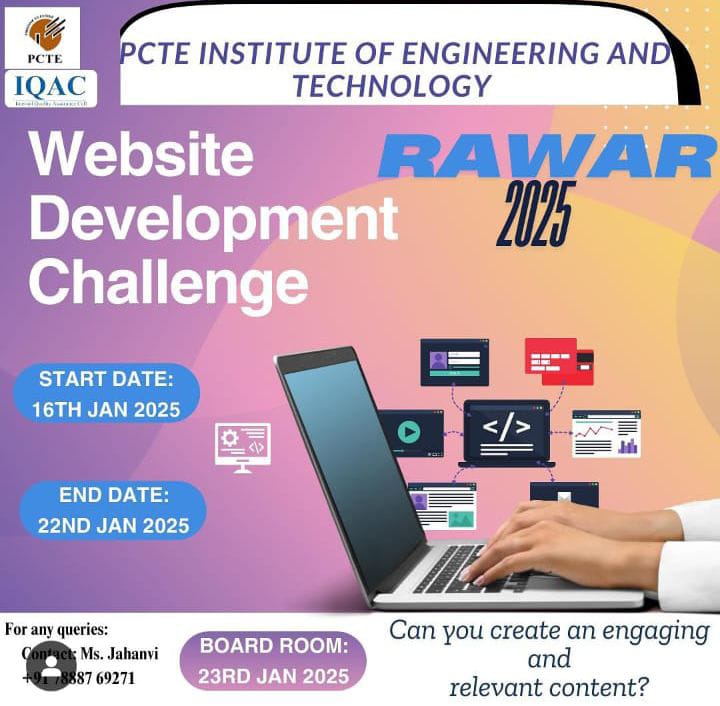 PCTE
IQAC
Internal Quality Assurance Cell
PCTE INSTITUTE OF ENGINEERING AND
TECHNOLOGY
Website
Development
Challenge
RAWAR
2025
START DATE:
16TH JAN 2025
END DATE:
22ND JAN 2025
</>
For any queries:
Contact: Ms. Jahanvi
+91 78887 69271
BOARD ROOM:
23RD JAN 2025
Can you create an engaging
and
relevant content?